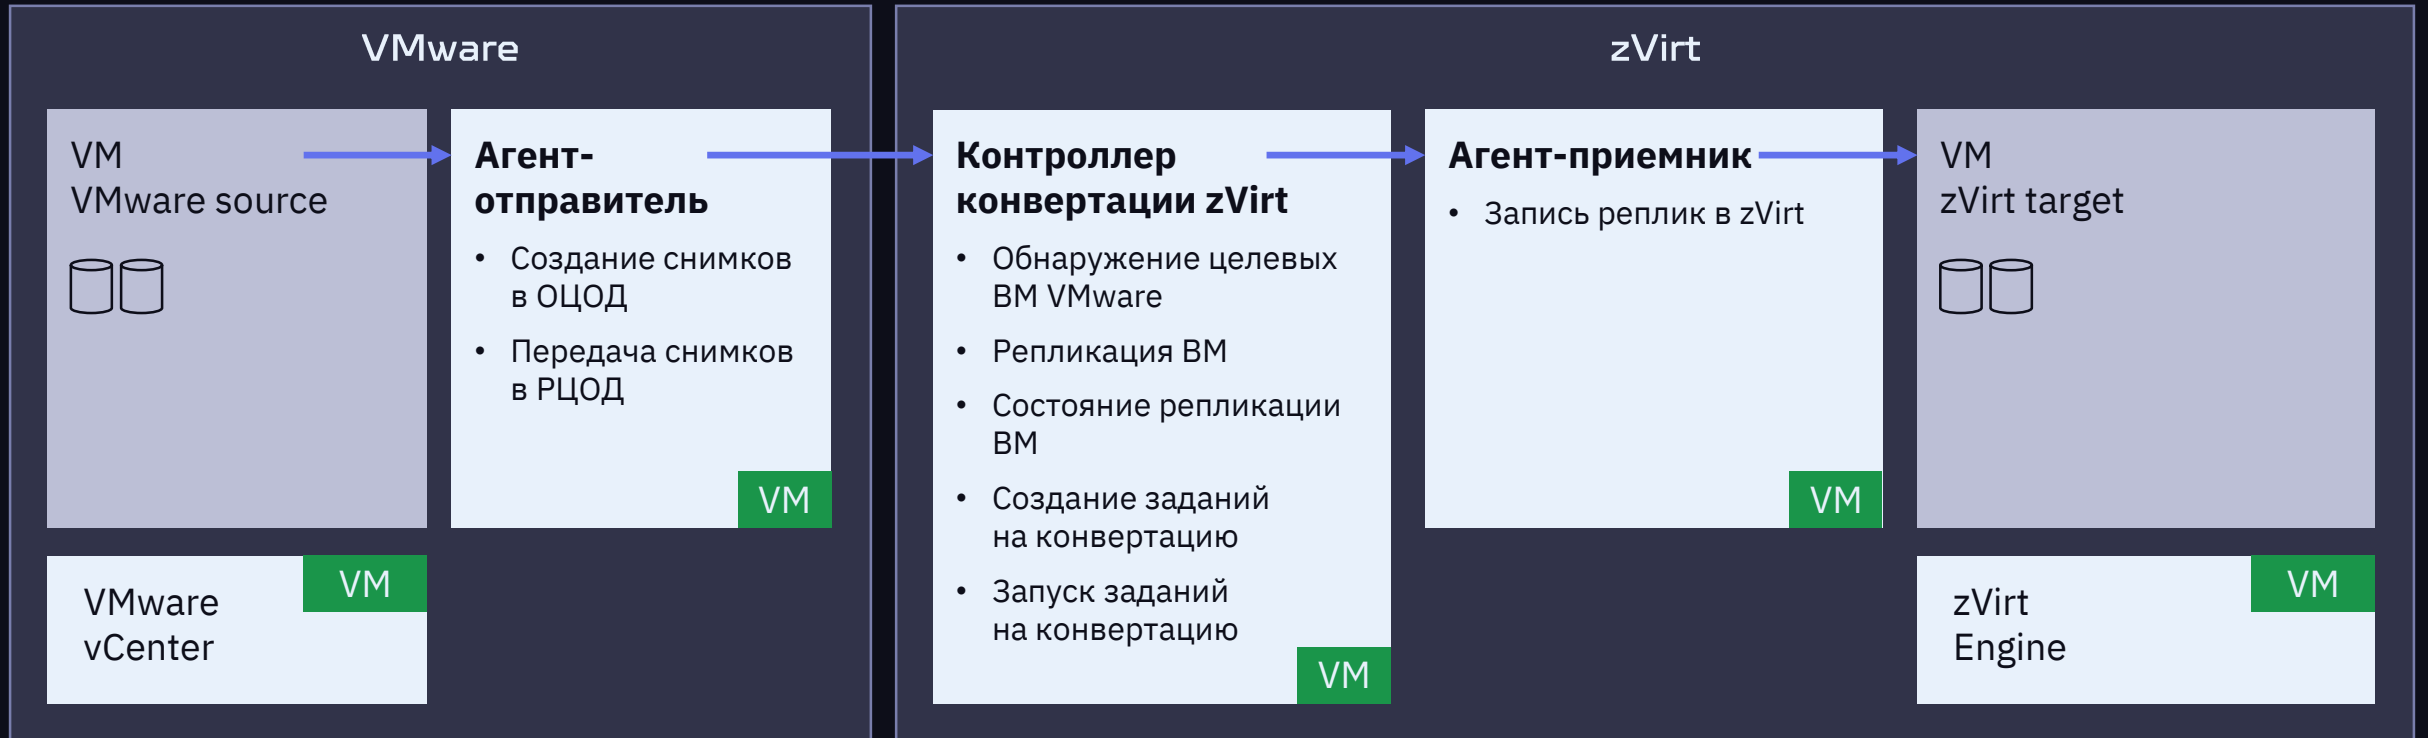 VMware
VM
VMware source
Агент-
отправитель
• Создание снимков
в ОЦОД
• Передача снимков
в РЦОД
VM
VMware
vCenter
VM
zVirt
Контроллер
конвертации zVirt
• Обнаружение целевых
ВМ VMware
• Репликация ВМ
• Состояние репликации
ВМ
• Создание заданий
на конвертацию
• Запуск заданий
на конвертацию
VM
Агент-приемник
• Запись реплик в zVirt
VM
VM
zVirt target
zVirt
Engine
VM